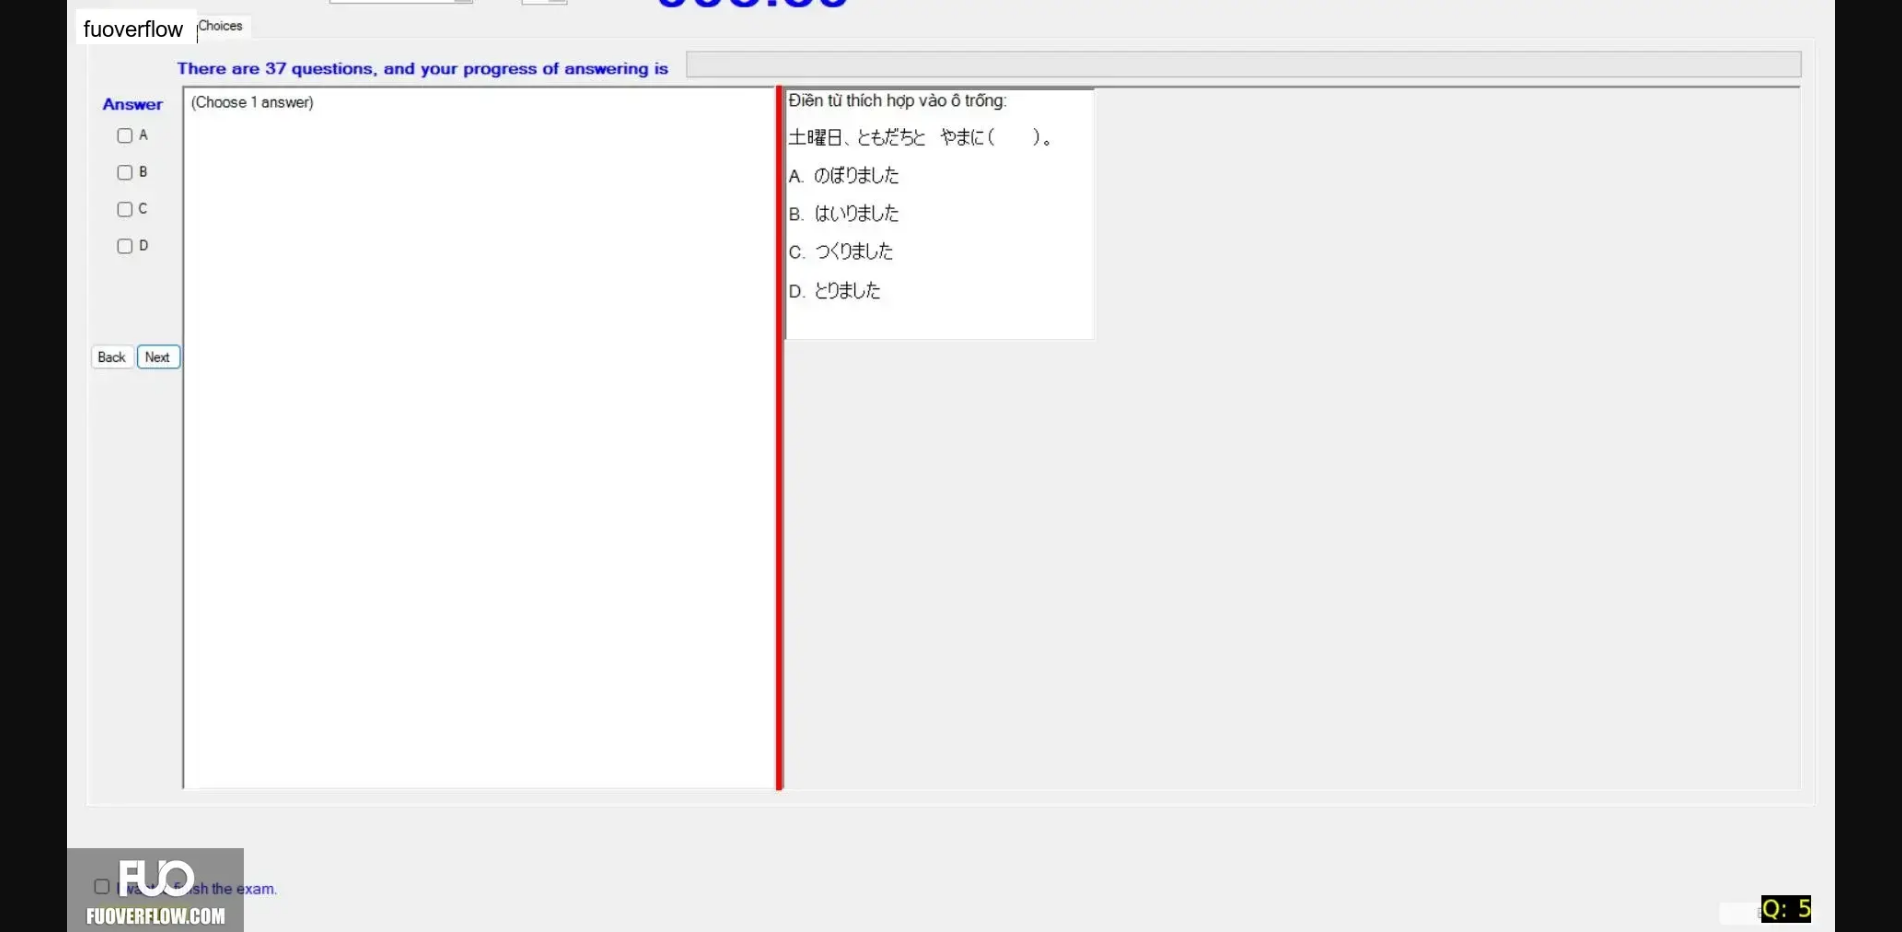 fuoverflow
Choices
There are 37 questions, and your progress of answering is
Answer
(Choose 1 answer)
A
B
C
D
Back
Next
Điền từ thích hợp vào ô trống:
土曜日、ともだちと　やまに(　　)。
A. のぼりました
B. はいりました
C. つくりました
D. とりました
FUO
finish the exam.
FUOVERFLOW.COM
Q: 5